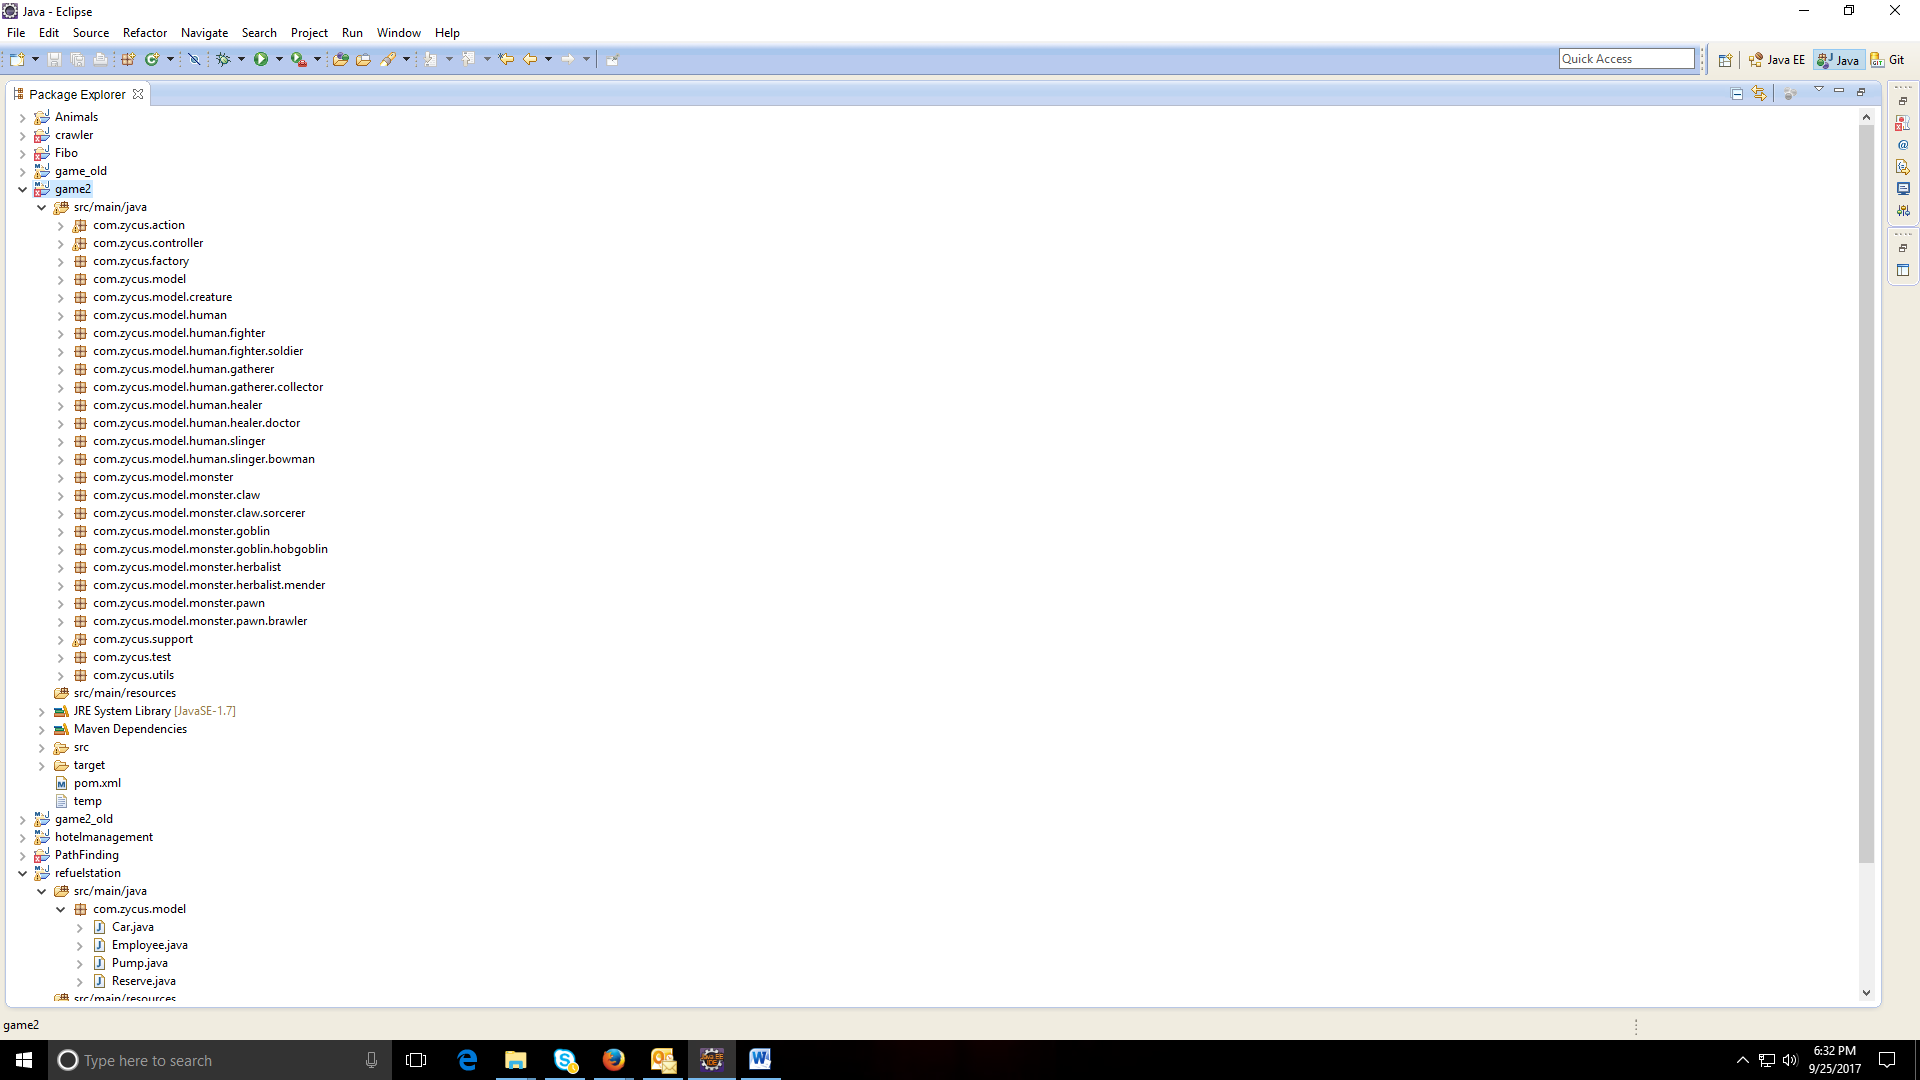 Java - Eclipse
File Edit Source Refactor Navigate Search Project Run Window Help
Quick Access Java EE Java Git
Package Explorer
Animals
crawler
Fibo
game_old
game2
src/main/java
com.zycus.action
com.zycus.controller
com.zycus.factory
com.zycus.model
com.zycus.model.creature
com.zycus.model.human
com.zycus.model.human.fighter
com.zycus.model.human.fighter.soldier
com.zycus.model.human.gatherer
com.zycus.model.human.gatherer.collector
com.zycus.model.human.healer
com.zycus.model.human.healer.doctor
com.zycus.model.human.slinger
com.zycus.model.human.slinger.bowman
com.zycus.model.monster
com.zycus.model.monster.claw
com.zycus.model.monster.claw.sorcerer
com.zycus.model.monster.goblin
com.zycus.model.monster.goblin.hobgoblin
com.zycus.model.monster.herbalist
com.zycus.model.monster.herbalist.mender
com.zycus.model.monster.pawn
com.zycus.model.monster.pawn.brawler
com.zycus.support
com.zycus.test
com.zycus.utils
src/main/resources
JRE System Library [JavaSE-1.7]
Maven Dependencies
src
target
pom.xml
temp
game2_old
hotelmanagement
PathFinding
refuelstation
src/main/java
com.zycus.model
Car.java
Employee.java
Pump.java
Reserve.java
src/main/resources
game2
Type here to search
6:32 PM
9/25/2017